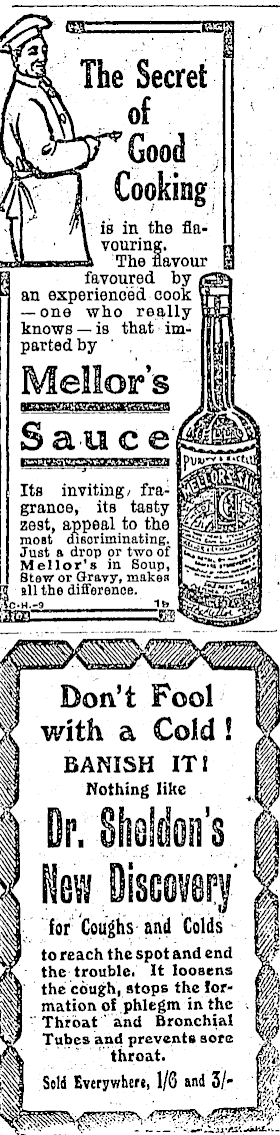 The Secret
of
Good
Cooking
is in the fla-
vouring.
The flavour
favoured by
an experienced cook
— one who really
knows — is that im-
parted by
Mellor's
Sauce
Its inviting, fra-
grance, its tasty
zest, appeal to the
most discriminating.
Just a drop or two of
Mellor's in Soup,
Stew or Gravy, makes
all the difference.
C.H.-9
MELLOR'S
Don't Fool
with a Cold!
BANISH IT!
Nothing like
Dr. Sheldon's
New Discovery
for Coughs and Colds
to reach the spot and end
the trouble. It loosens
the cough, stops the for-
mation of phlegm in the
Throat and Bronchial
Tubes and prevents sore
throat.
Sold Everywhere, 1/6 and 3/-